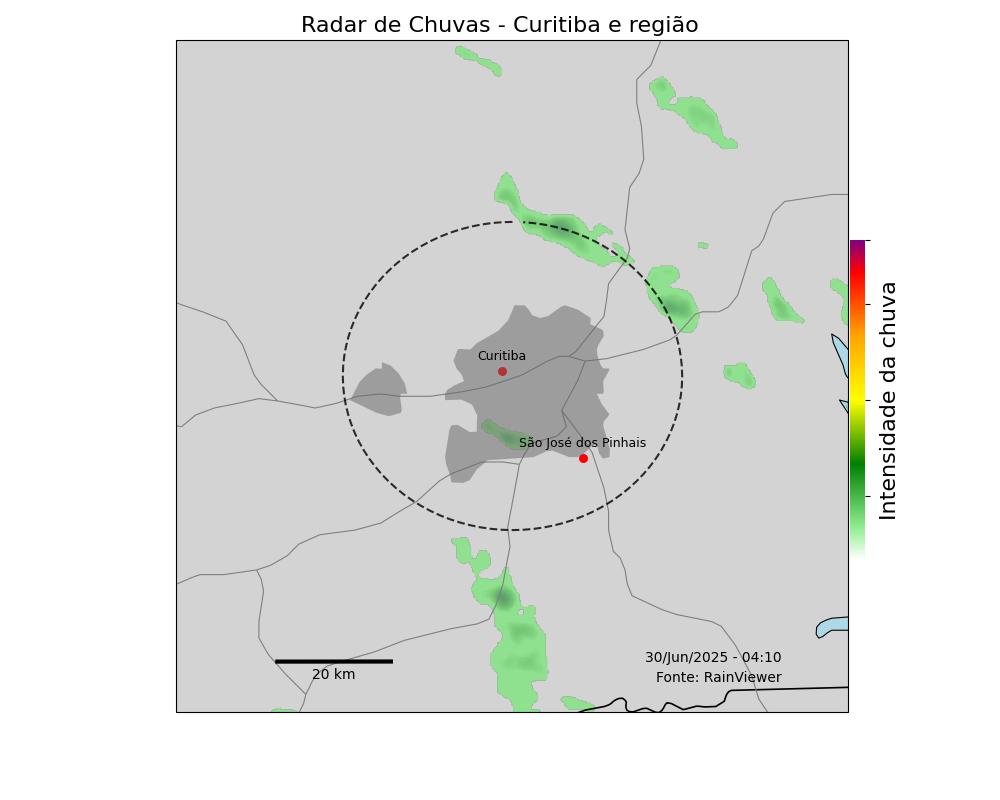 Radar de Chuvas - Curitiba e região
Curitiba
São José dos Pinhais
Intensidade da chuva
20 km
30/Jun/2025 - 04:10
Fonte: RainViewer